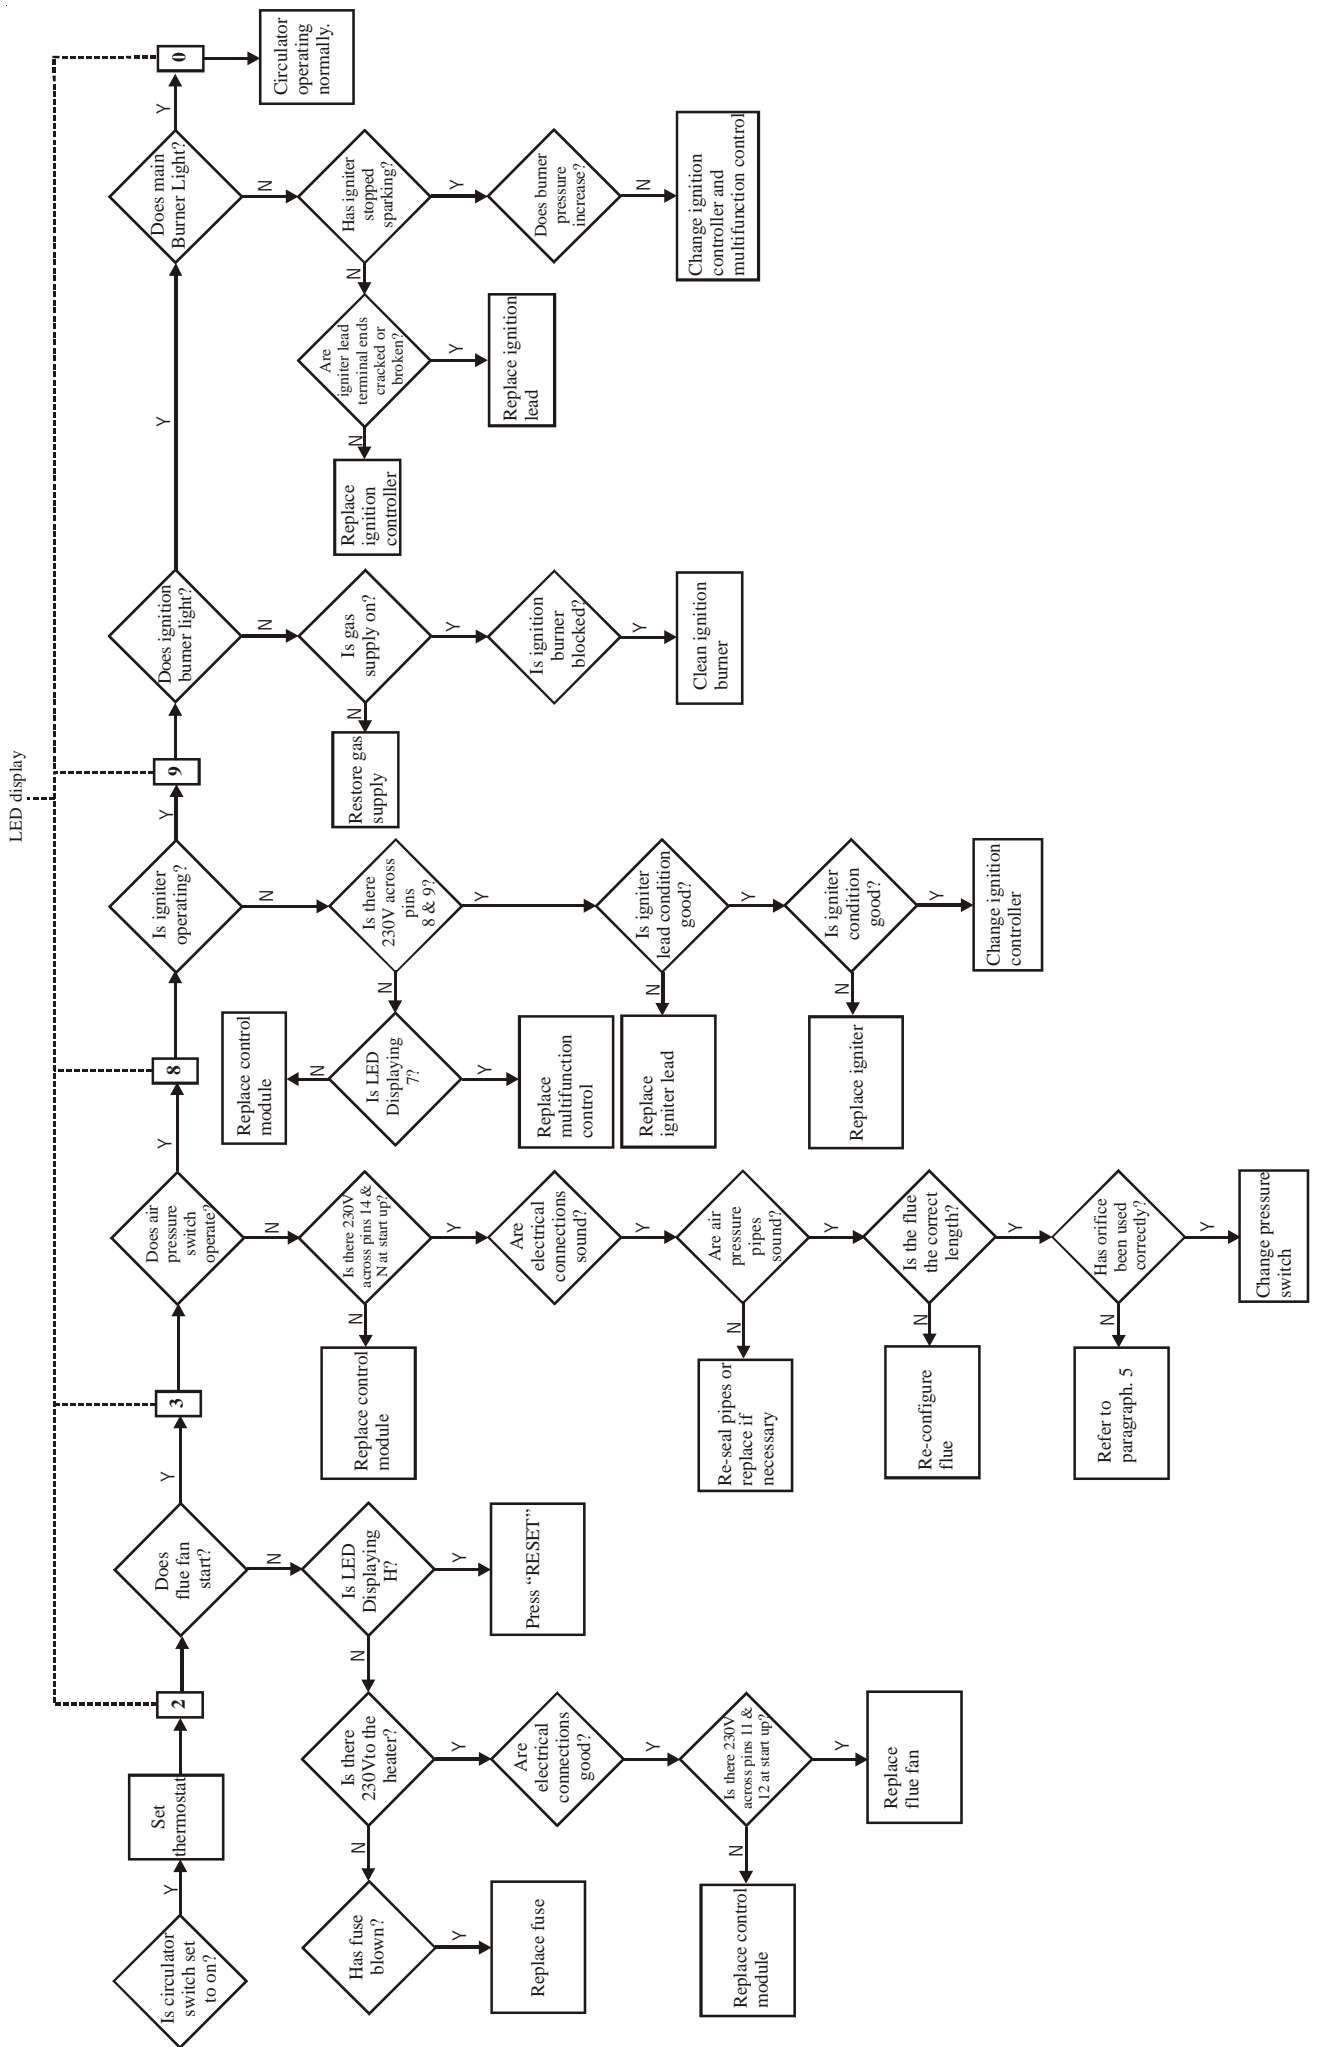 LED display
Is circulator
switch set
to on?
Y
Set
thermostat
2
Does
flue fan
start?
Y
3
Does air
pressure
switch
operate?
Y
8
Is igniter
operating?
Y
9
Does ignition
burner light?
Y
Does main
Burner Light?
Y
0
Circulator
operating
normally.
N
Is LED
Displaying
H?
Y
Press “RESET”
N
Is there
230Vto the
heater?
N
Has fuse
blown?
Y
Replace fuse
Y
Are
electrical
connections
good?
Y
Is there 230V
across pins 11 &
12 at start up?
N
Replace control
module
Y
Replace
flue fan
N
Is there 230V
across pins 14 &
N at start up?
N
Replace control
module
Y
Are
electrical
connections
sound?
Y
Are air
pressure
pipes
sound?
N
Re-seal pipes or
replace if
necessary
Y
Is the flue
the correct
length?
N
Re-configure
flue
Y
Has orifice
been used
correctly?
N
Refer to
paragraph. 5
Y
Change pressure
switch
N
Is there
230V across
pins
8 & 9?
N
Is LED
Displaying
7?
N
Replace control
module
Y
Replace
multifunction
control
Y
Is igniter
lead condition
good?
N
Replace
igniter lead
Y
Is igniter
condition
good?
N
Replace igniter
Y
Change ignition
controller
N
Is gas
supply on?
N
Restore gas
supply
Y
Is ignition
burner
blocked?
Y
Clean ignition
burner
N
Has igniter
stopped
sparking?
N
Are
igniter lead
terminal ends
cracked or
broken?
N
Replace
ignition
controller
Y
Replace ignition
lead
Y
Does burner
pressure
increase?
N
Change ignition
controller and
multifunction control